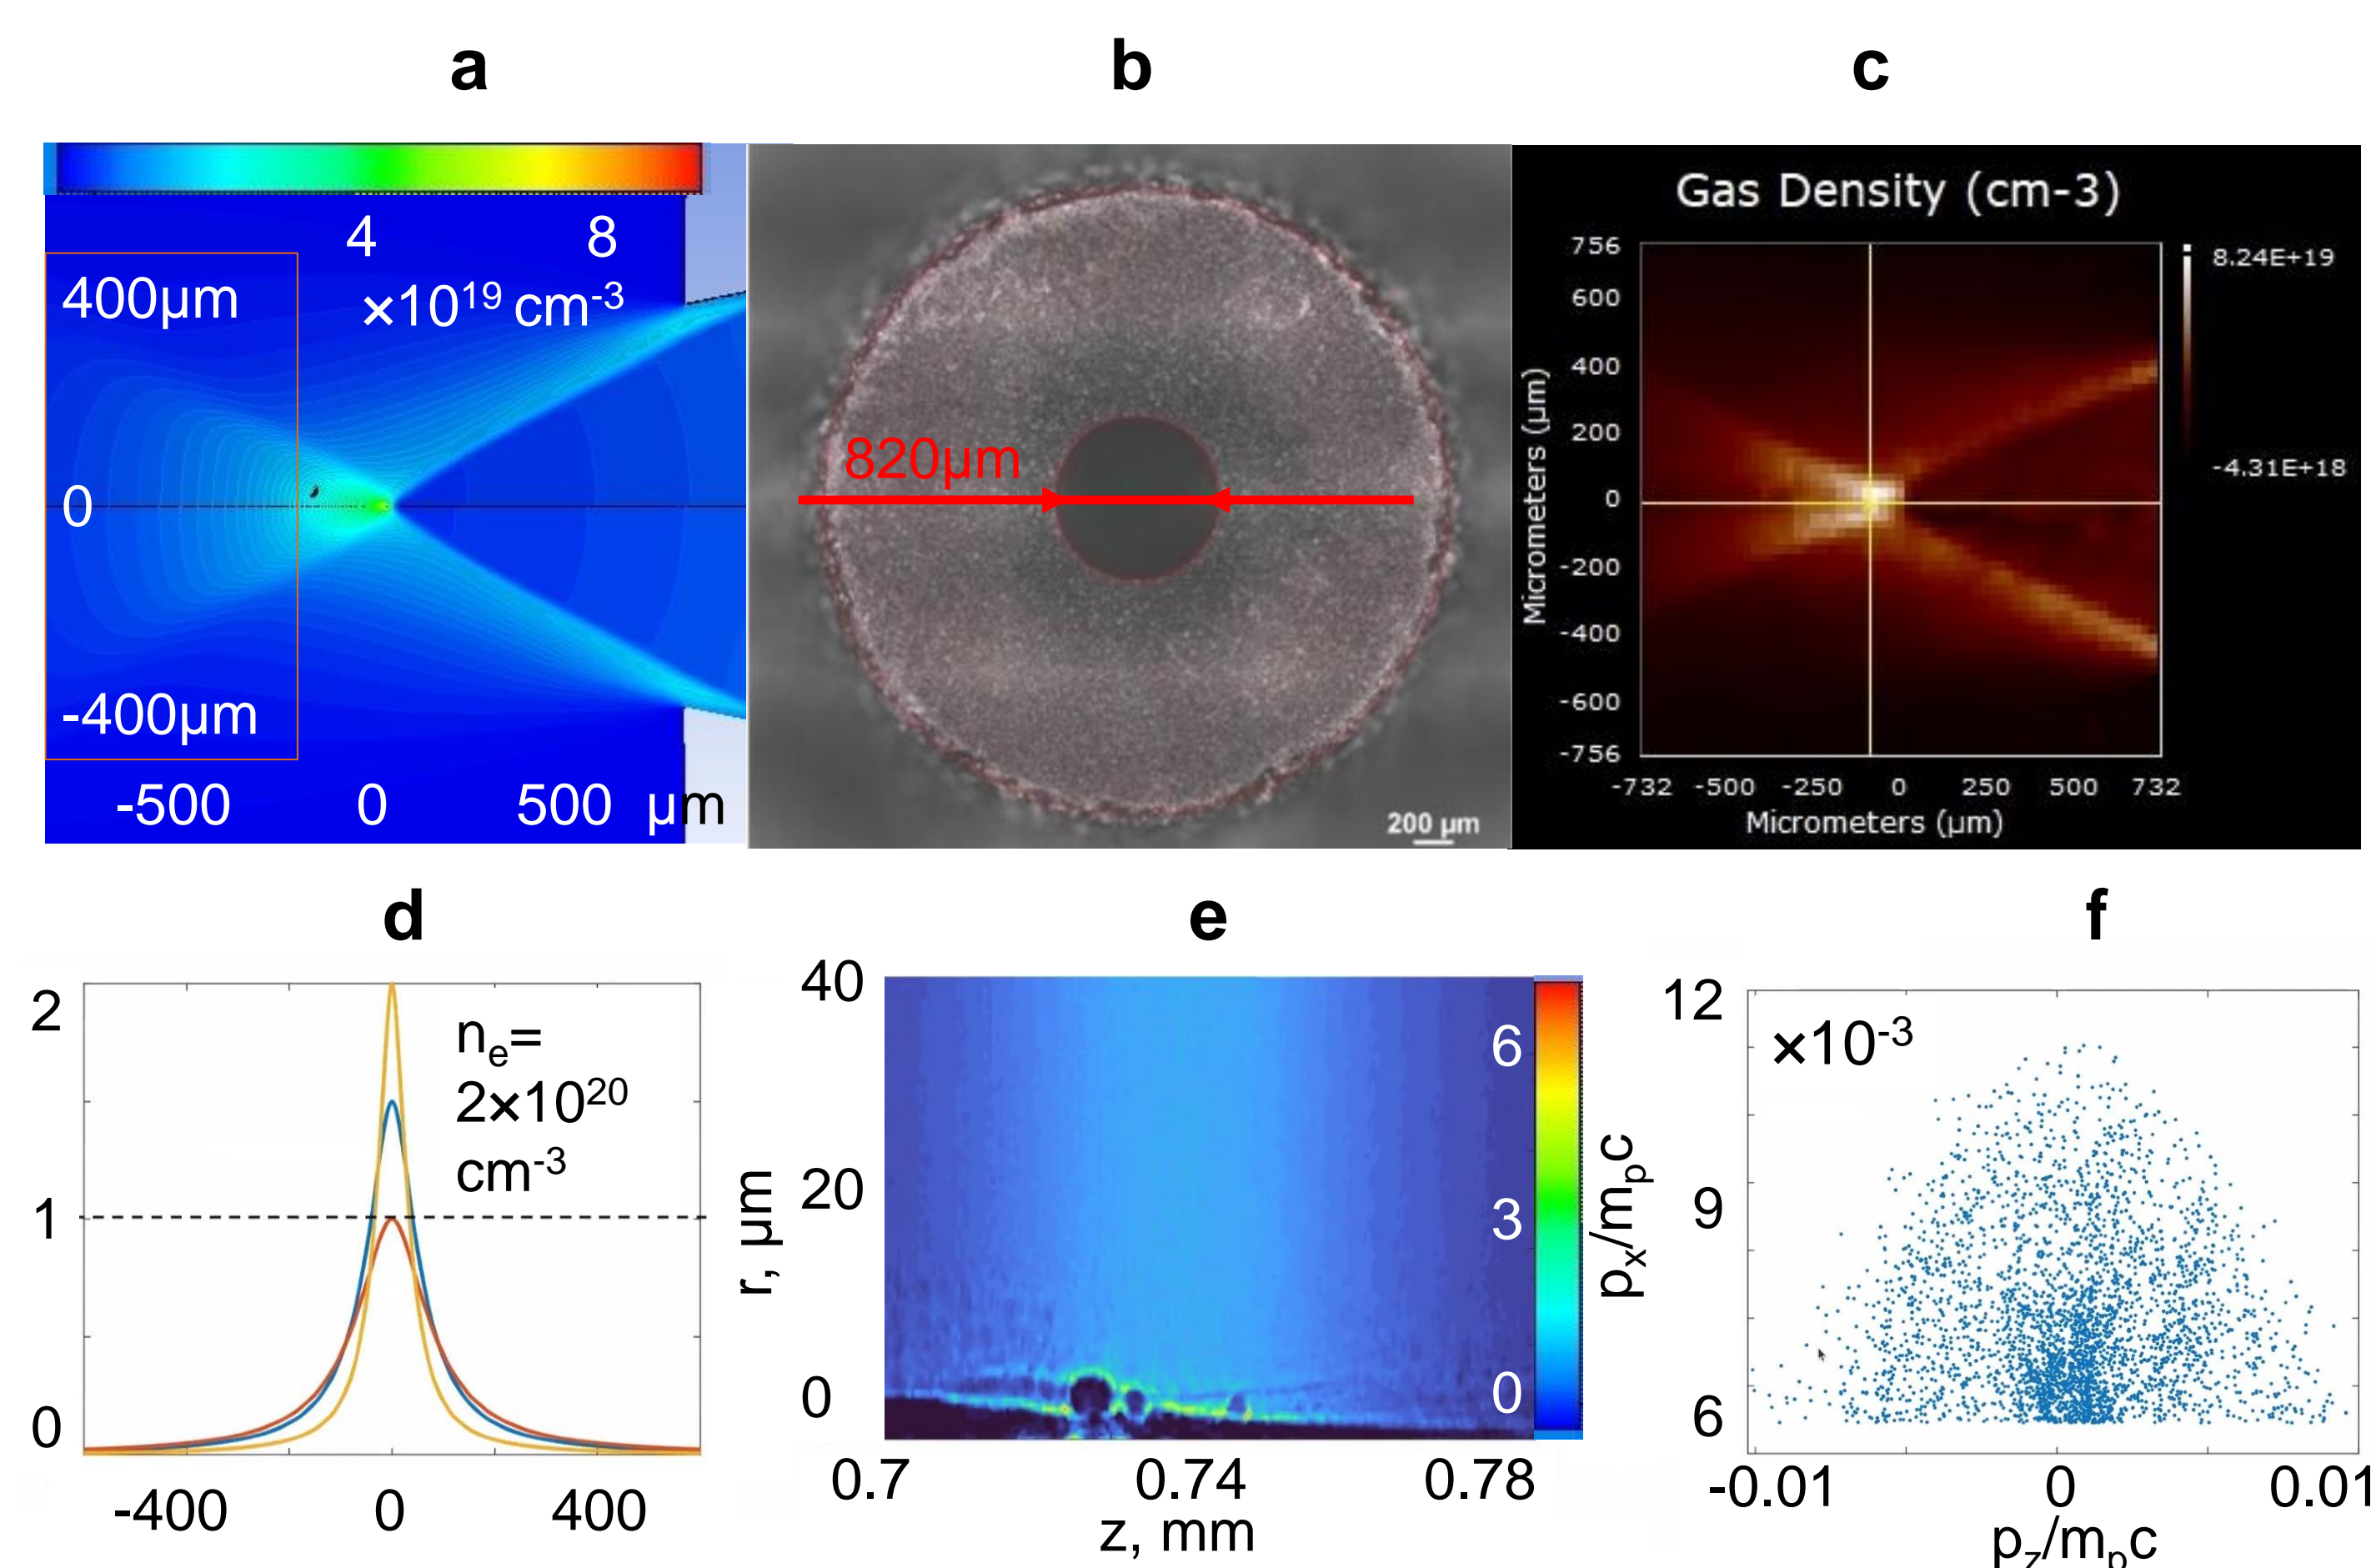 a
b
c
4 8
×10¹⁹ cm⁻³
400µm
0
-400µm
-500 0 500 µm
820µm
200 µm
Gas Density (cm-3)
8.24E+19
-4.31E+18
756
600
400
200
0
-200
-400
-600
-756
Micrometers (µm)
-732 -500 -250 0 250 500 732
Micrometers (µm)
d
e
f
2
1
0
nₑ=
2×10²⁰
cm⁻³
-400 0 400
r, µm
40
20
0
6
3
0
0.7 0.74 0.78
z, mm
pₓ/mₚc
12
9
6
×10⁻³
-0.01 0 0.01
p_z/mₚc